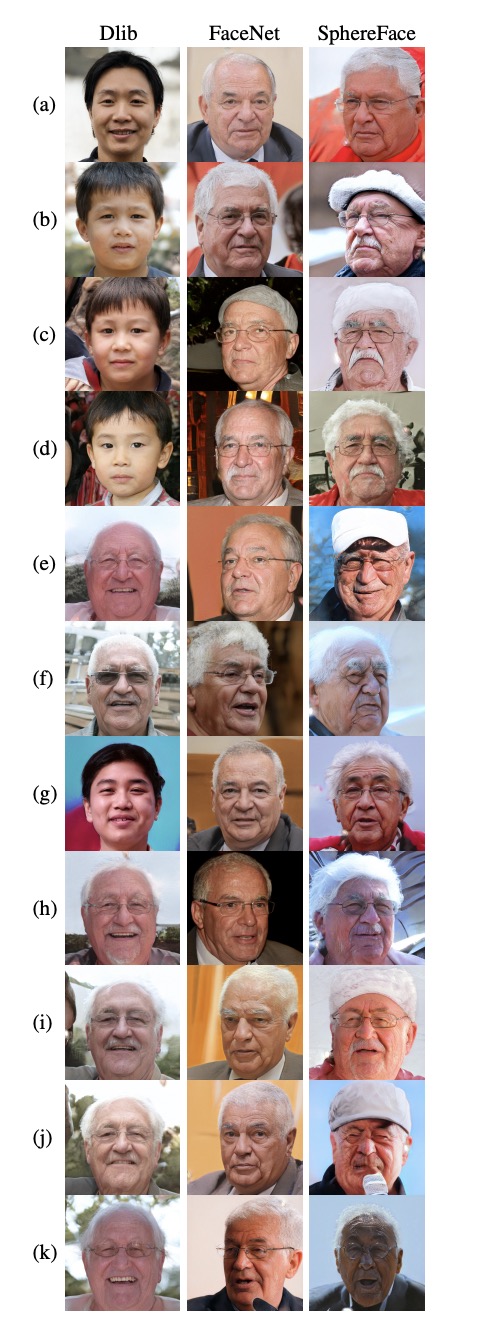 Dlib FaceNet SphereFace
(a)
(b)
(c)
(d)
(e)
(f)
(g)
(h)
(i)
(j)
(k)